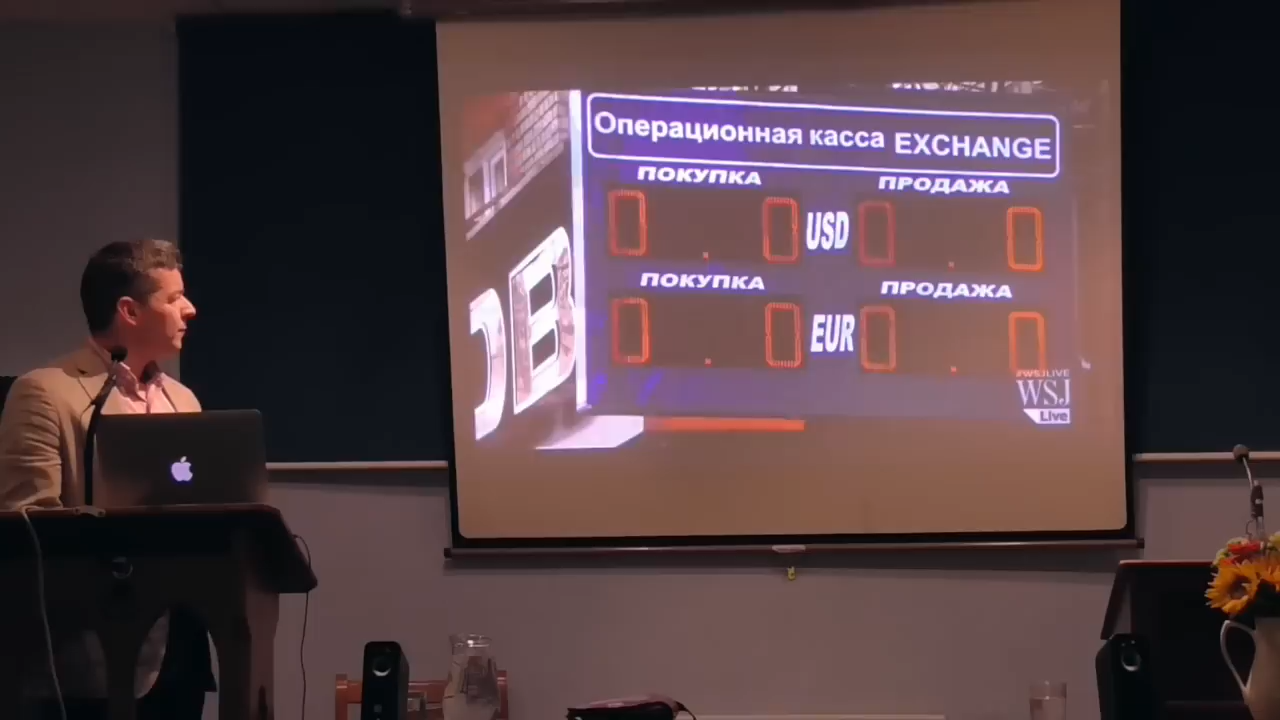 Операционная касса EXCHANGE
ПОКУПКА ПРОДАЖА
0 . 0 USD 0 . 0
ПОКУПКА ПРОДАЖА
0 . 0 EUR 0 . 0
#WSJLIVE
WSJ
Live
ОВ